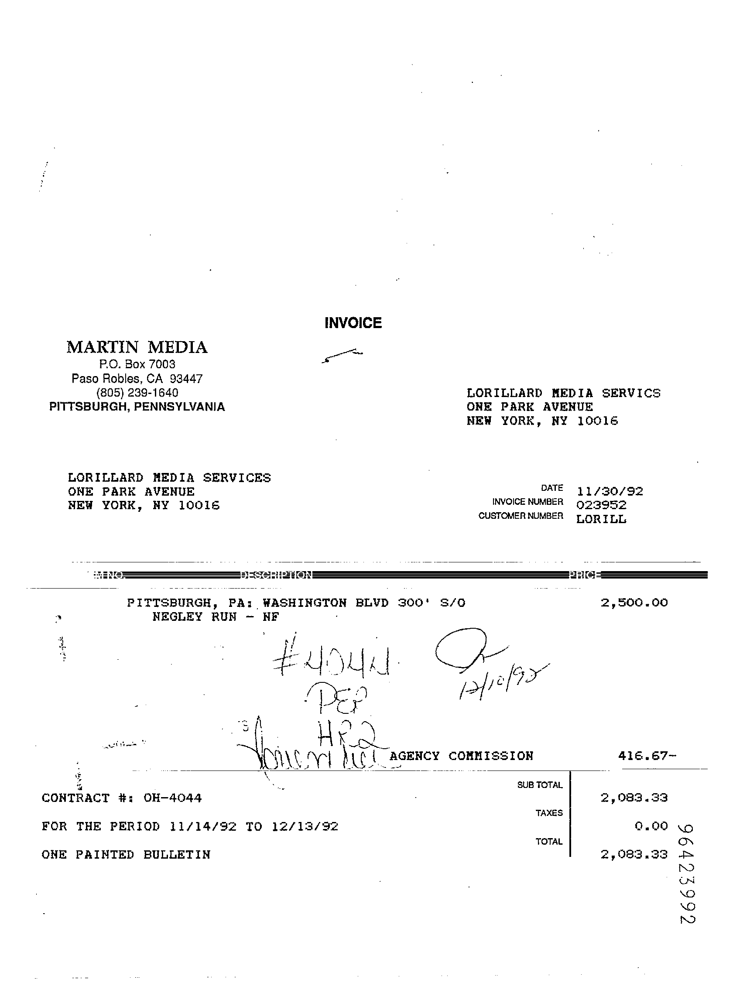 INVOICE
MARTIN MEDIA
P.O. Box 7003
Paso Robles, CA 93447
(805) 239-1640
PITTSBURGH, PENNSYLVANIA
LORILLARD MEDIA SERVICS
ONE PARK AVENUE
NEW YORK, NY 10016
LORILLARD MEDIA SERVICES
ONE PARK AVENUE
NEW YORK, NY 10016
DATE 11/30/92
INVOICE NUMBER 023952
CUSTOMER NUMBER LORILL
M NO. DESCRIPTION PRICE
PITTSBURGH, PA: WASHINGTON BLVD 300' S/O 2,500.00
NEGLEY RUN - NF
#4044
12/10/92
AGENCY COMMISSION 416.67-
SUB TOTAL
CONTRACT #: OH-4044 2,083.33
TAXES
FOR THE PERIOD 11/14/92 TO 12/13/92 0.00
TOTAL
ONE PAINTED BULLETIN 2,083.33
96423992